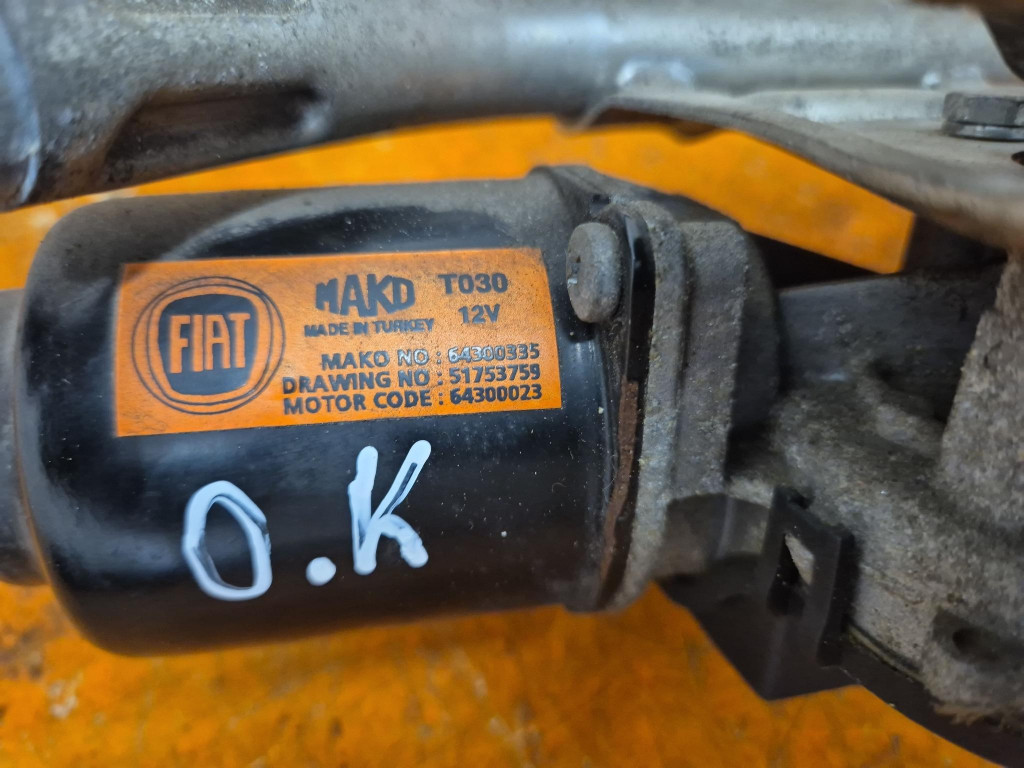 FIAT
MAKO T030
MADE IN TURKEY 12V
MAKO NO : 64300335
DRAWING NO : 51753759
MOTOR CODE : 64300023
O.K